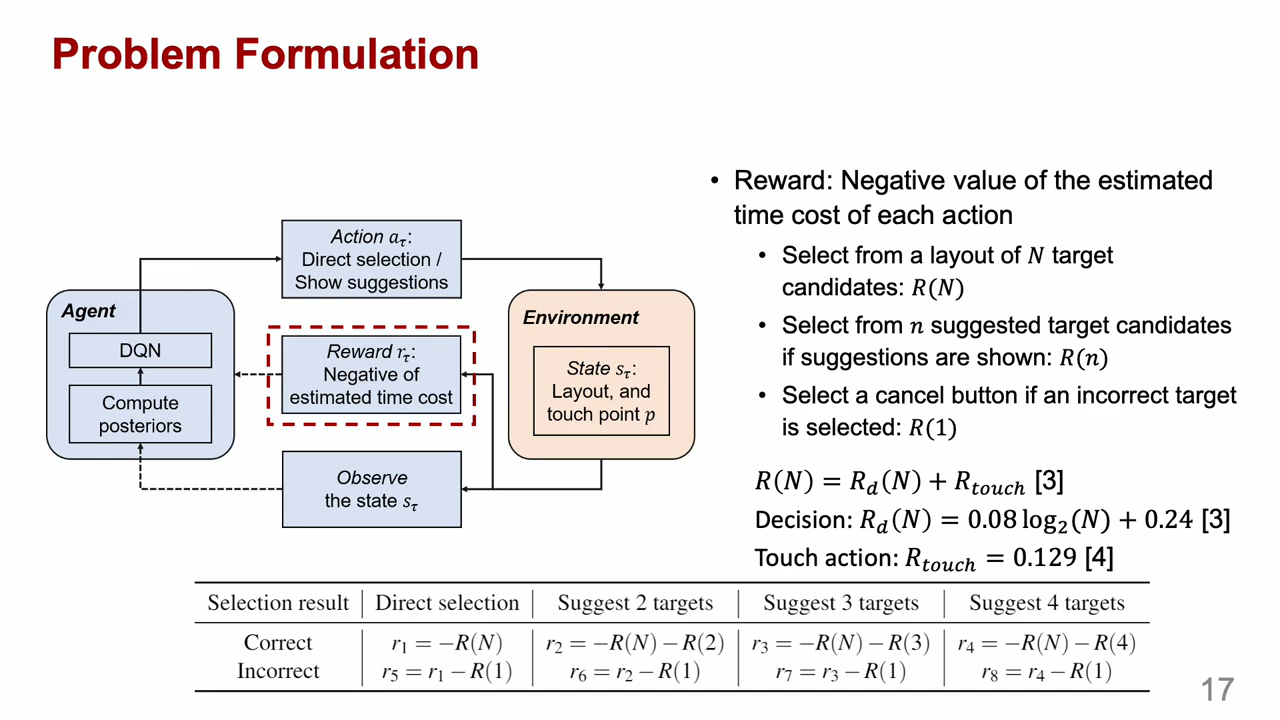 Problem Formulation
Action aτ:
Direct selection /
Show suggestions
Agent
DQN
Compute
posteriors
Reward rτ:
Negative of
estimated time cost
Environment
State sτ:
Layout, and
touch point p
Observe
the state sτ
• Reward: Negative value of the estimated
time cost of each action
• Select from a layout of N target
candidates: R(N)
• Select from n suggested target candidates
if suggestions are shown: R(n)
• Select a cancel button if an incorrect target
is selected: R(1)
R(N) = R_d(N) + R_touch [3]
Decision: R_d(N) = 0.08 log₂(N) + 0.24 [3]
Touch action: R_touch = 0.129 [4]
Selection result Direct selection Suggest 2 targets Suggest 3 targets Suggest 4 targets
Correct r₁ = −R(N) r₂ = −R(N) − R(2) r₃ = −R(N) − R(3) r₄ = −R(N) − R(4)
Incorrect r₅ = r₁ − R(1) r₆ = r₂ − R(1) r₇ = r₃ − R(1) r₈ = r₄ − R(1)
17